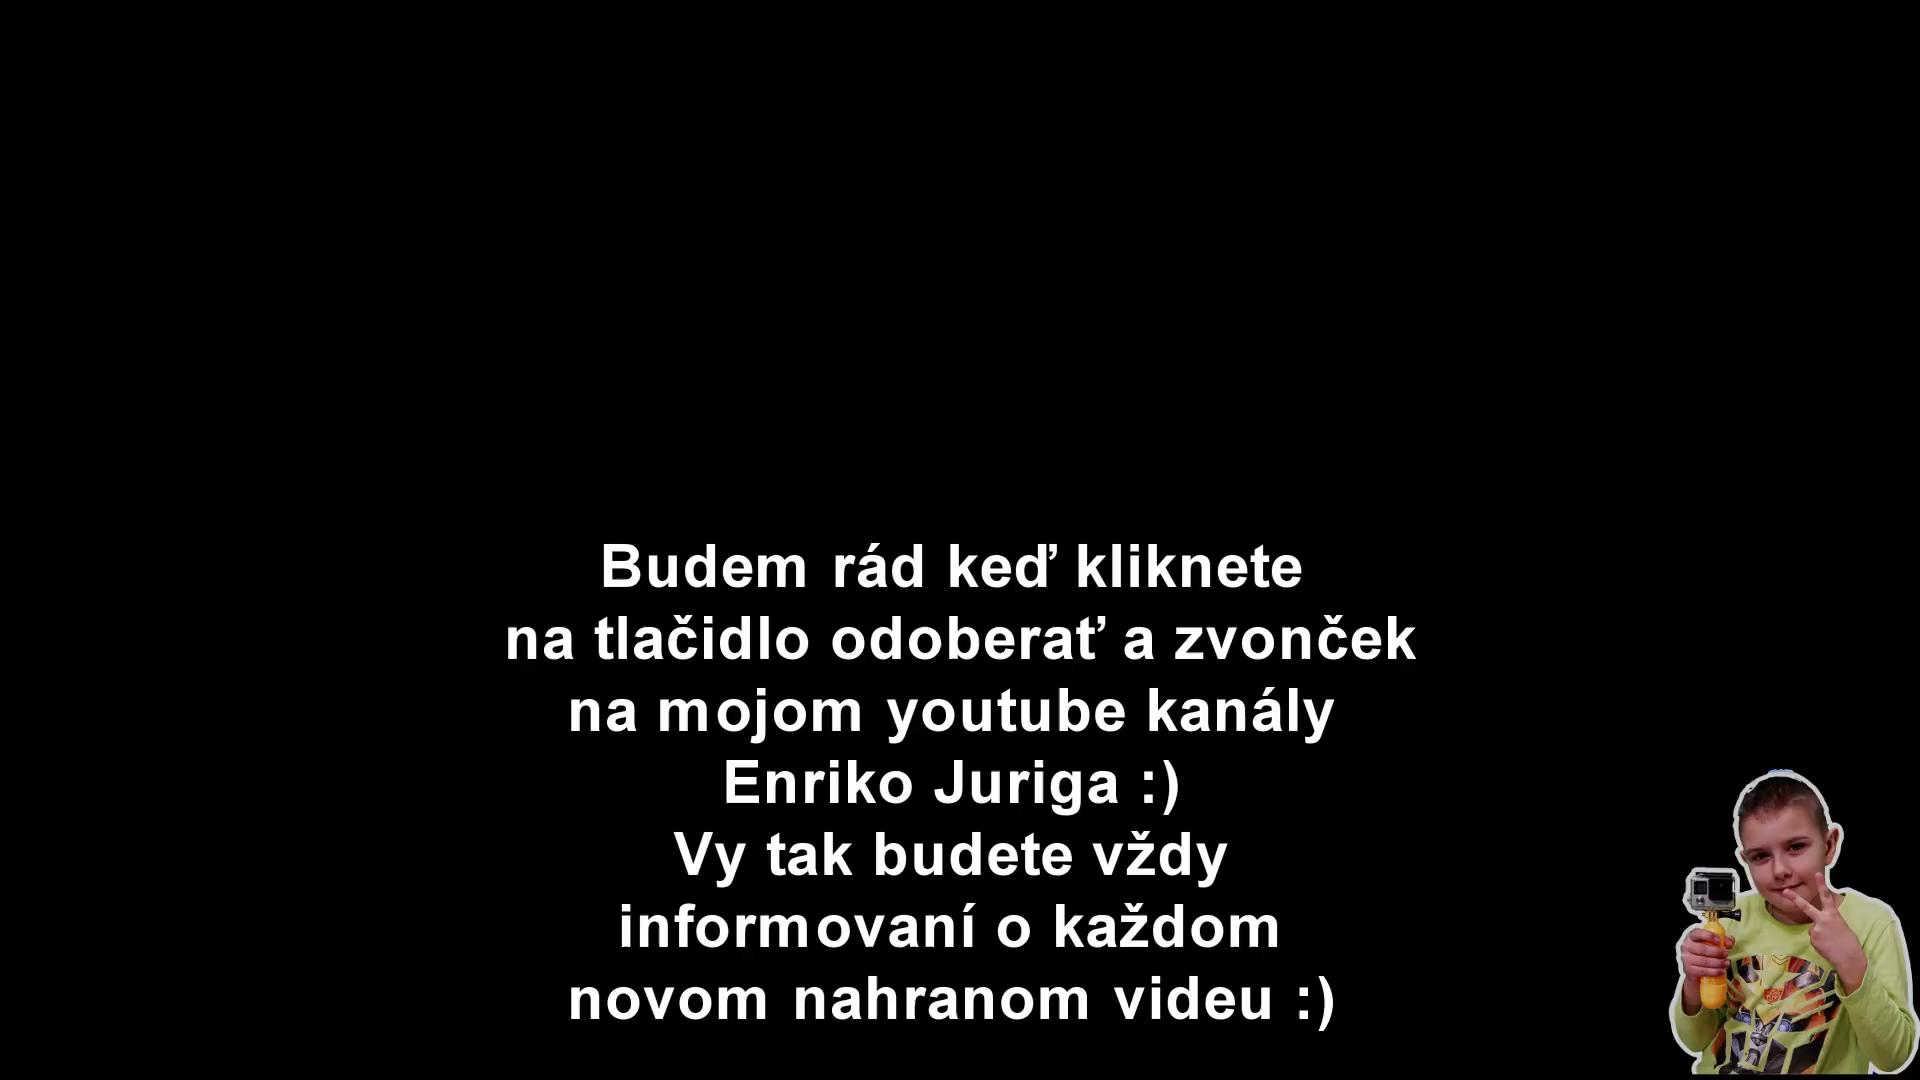 Budem rád keď kliknete
na tlačidlo odoberať a zvonček
na mojom youtube kanály
Enriko Juriga :)
Vy tak budete vždy
informovaní o každom
novom nahranom videu :)